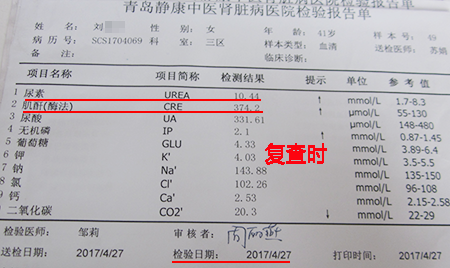 青岛静康中医肾脏病医院检验报告单
姓 名: 刘 性 别: 女 年 龄: 41岁 样 本 号: 49
病历号: SCS1704069 科 室: 三区 样本类型: 血清 送检医师: 苏娟
临床诊断:
项目名称 项目简称 检测结果 提示 单位 参考值
1 尿素 UREA 10.44 ↑ mmol/L 1.7-8.3
2 肌酐(酶法) CRE 374.2 ↑ μmol/L 55-130
3 尿酸 UA 331.61 μmol/L 148-480
4 无机磷 IP 2.1 ↑ mmol/L 0.87-1.45
5 葡萄糖 GLU 4.33 mmol/L 3.89-6.4
6 钾 K+ 4.03 mmol/L 3.5-5.5
7 钠 Na+ 143.88 mmol/L 135-150
8 氯 Cl+ 102.26 mmol/L 96-108
9 钙 Ca+ 2.53 mmol/L 2.15-2.58
二氧化碳 CO2+ 20.3 ↓ mmol/L 22-29
复查时
检验医师: 邹莉 审核者:
送检日期: 2017/4/27 检验日期: 2017/4/27 打印时间: 2017/4/27